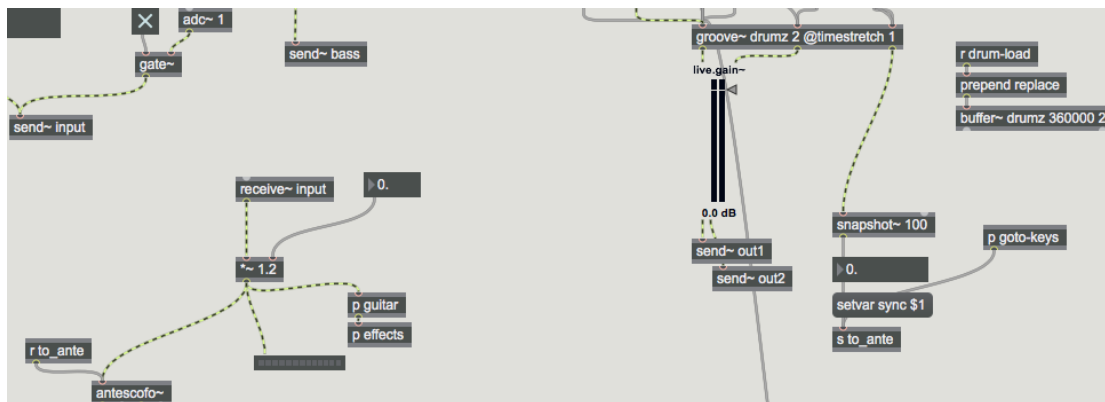 adc~ 1
gate~
send~ bass
send~ input
groove~ drumz 2 @timestretch 1
live.gain~
r drum-load
prepend replace
buffer~ drumz 360000 2
receive~ input
0.
0.0 dB
snapshot~ 100
p goto-keys
send~ out1
send~ out2
*~ 1.2
0.
p guitar
p effects
setvar sync $1
s to_ante
r to_ante
antescofo~